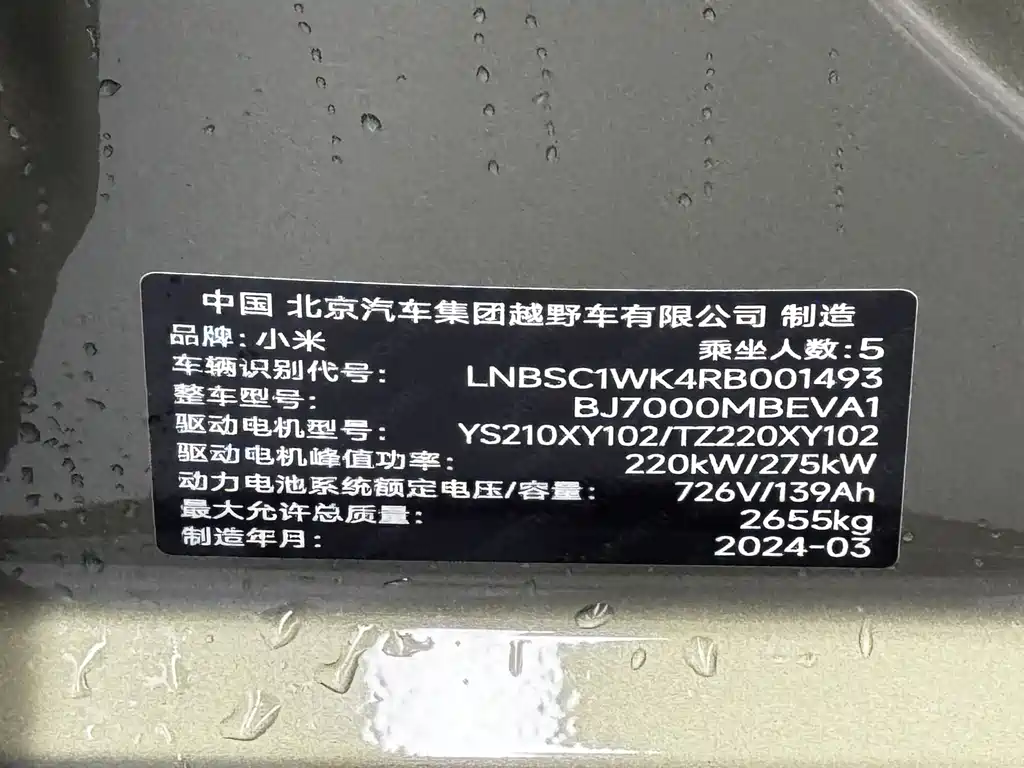 中国 北京汽车集团越野车有限公司 制造
品牌:小米 乘坐人数:5
车辆识别代号: LNBSC1WK4RB001493
整车型号: BJ7000MBEVA1
驱动电机型号: YS210XY102/TZ220XY102
驱动电机峰值功率: 220kW/275kW
动力电池系统额定电压/容量: 726V/139Ah
最大允许总质量: 2655kg
制造年月: 2024-03